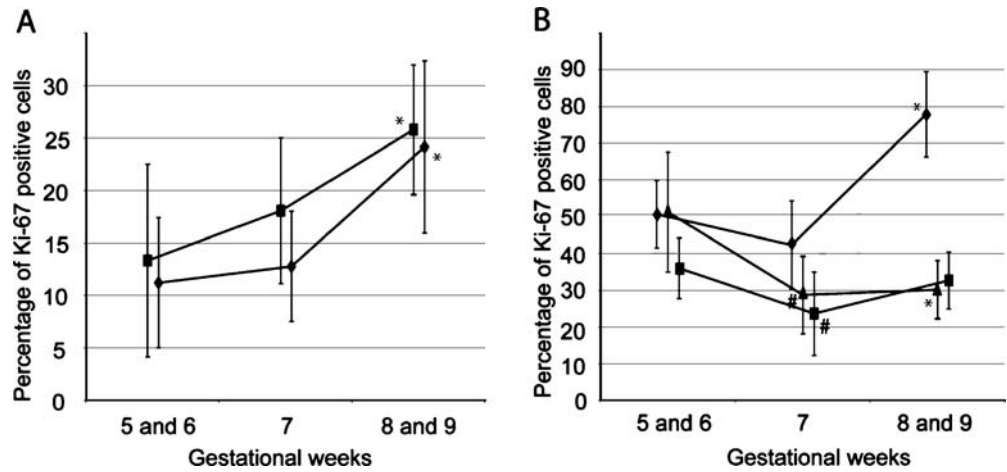 A
Percentage of Ki-67 positive cells
30
25
20
15
10
5
0
*
*
5 and 6 7 8 and 9
Gestational weeks
B
Percentage of Ki-67 positive cells
90
80
70
60
50
40
30
20
10
0
*
#
#
*
5 and 6 7 8 and 9
Gestational weeks